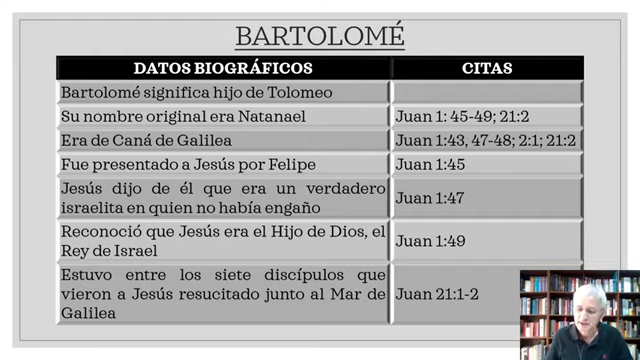 BARTOLOMÉ
DATOS BIOGRÁFICOS CITAS
Bartolomé significa hijo de Tolomeo
Su nombre original era Natanael Juan 1: 45-49; 21:2
Era de Caná de Galilea Juan 1:43, 47-48; 2:1; 21:2
Fue presentado a Jesús por Felipe Juan 1:45
Jesús dijo de él que era un verdadero
israelita en quien no había engaño Juan 1:47
Reconoció que Jesús era el Hijo de Dios, el
Rey de Israel Juan 1:49
Estuvo entre los siete discípulos que
vieron a Jesús resucitado junto al Mar de
Galilea Juan 21:1-2